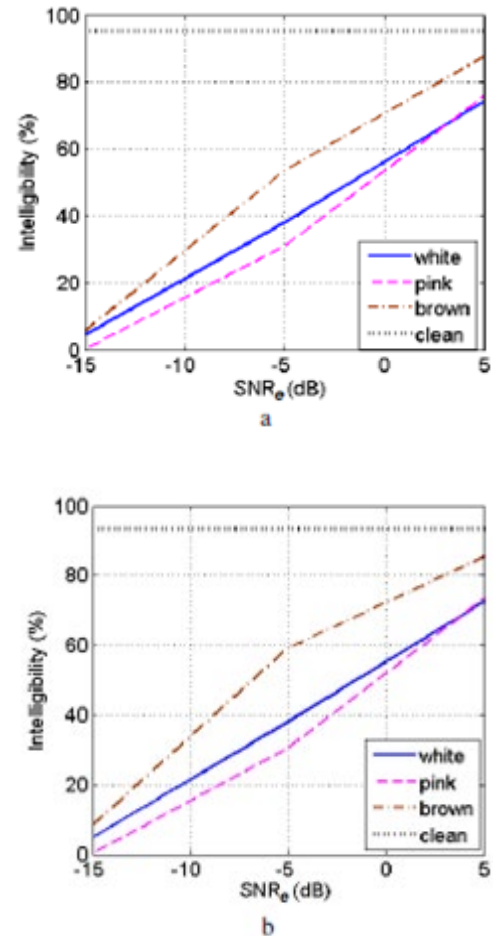 100
80
60
40
20
0
Intelligibility (%)
white
pink
brown
clean
-15 -10 -5 0 5
SNRe (dB)
a
100
80
60
40
20
0
Intelligibility (%)
white
pink
brown
clean
-15 -10 -5 0 5
SNRe (dB)
b